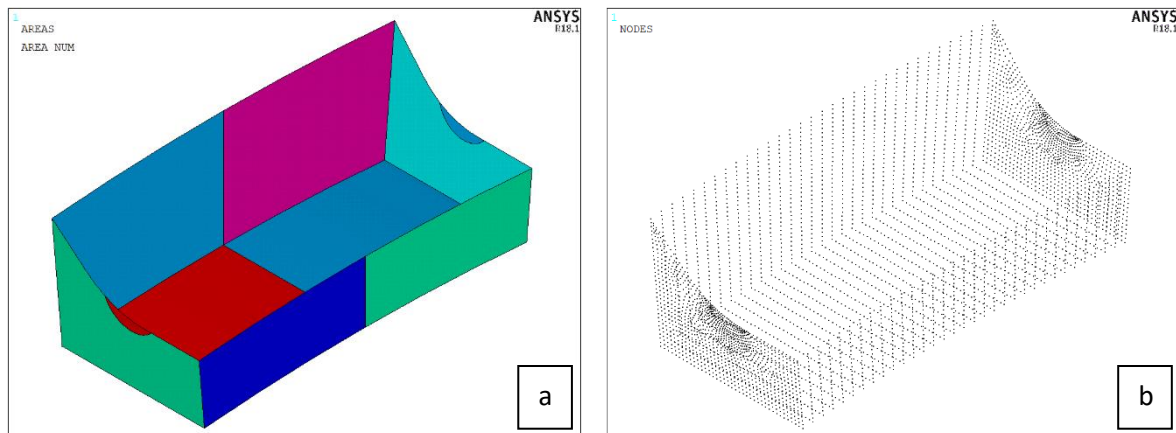 1
AREAS
AREA NUM
ANSYS
R18.1
a
1
NODES
ANSYS
R18.1
b